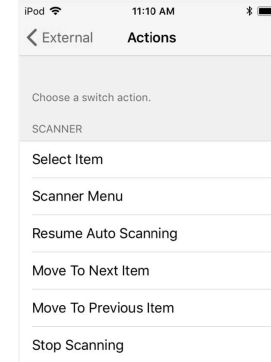 iPod 11:10 AM
External Actions
Choose a switch action.
SCANNER
Select Item
Scanner Menu
Resume Auto Scanning
Move To Next Item
Move To Previous Item
Stop Scanning